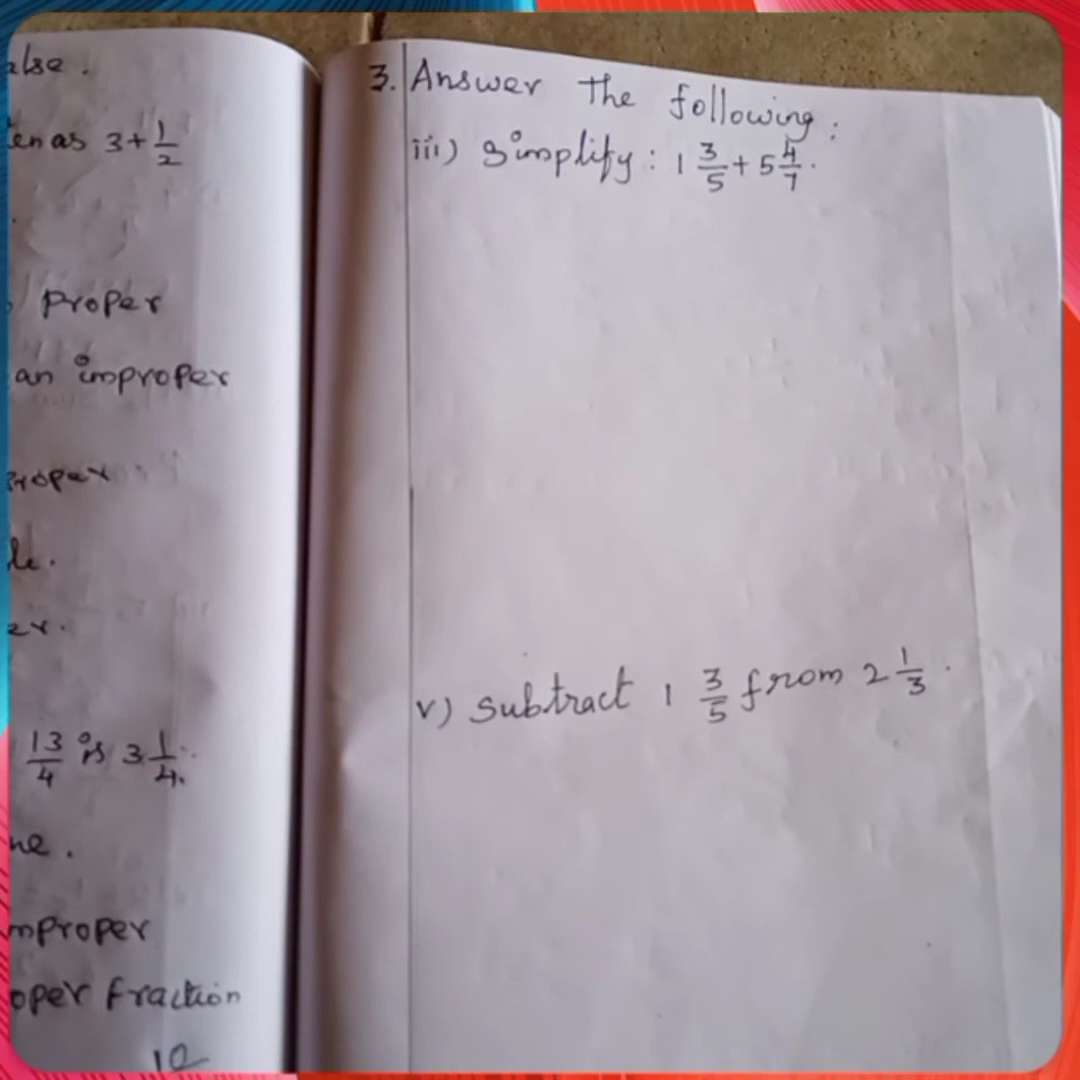 alse.
en as 3+1/2
Proper
an improper
roper
le.
er.
13/4 is 3 1/4.
ne.
mproper
oper fraction
10
3. Answer the following:
iii) Simplify: 1 3/5 + 5 4/7.
v) Subtract 1 3/5 from 2 1/3.